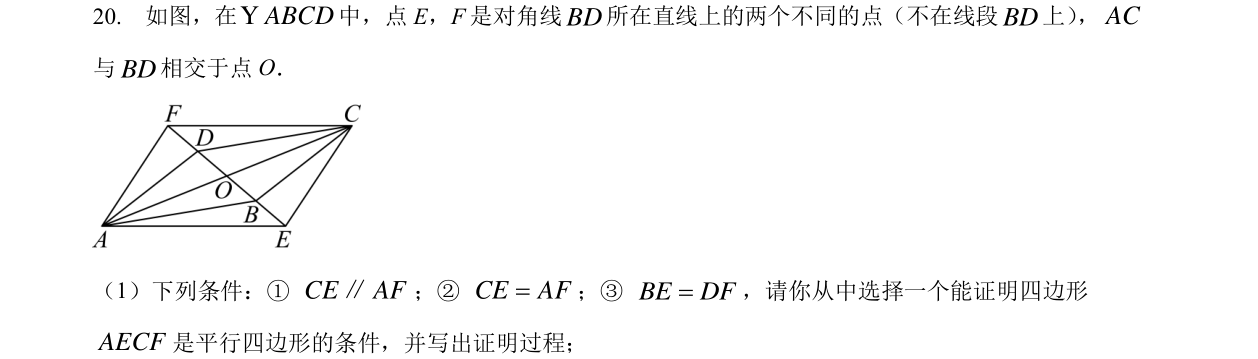 20. 如图，在Y ABCD中，点 E，F是对角线BD所在直线上的两个不同的点（不在线段BD上），AC
与BD相交于点 O．
F
C
D
O
B
A
E
（1）下列条件：① CE∥AF；② CE=AF；③ BE=DF，请你从中选择一个能证明四边形
AECF是平行四边形的条件，并写出证明过程；